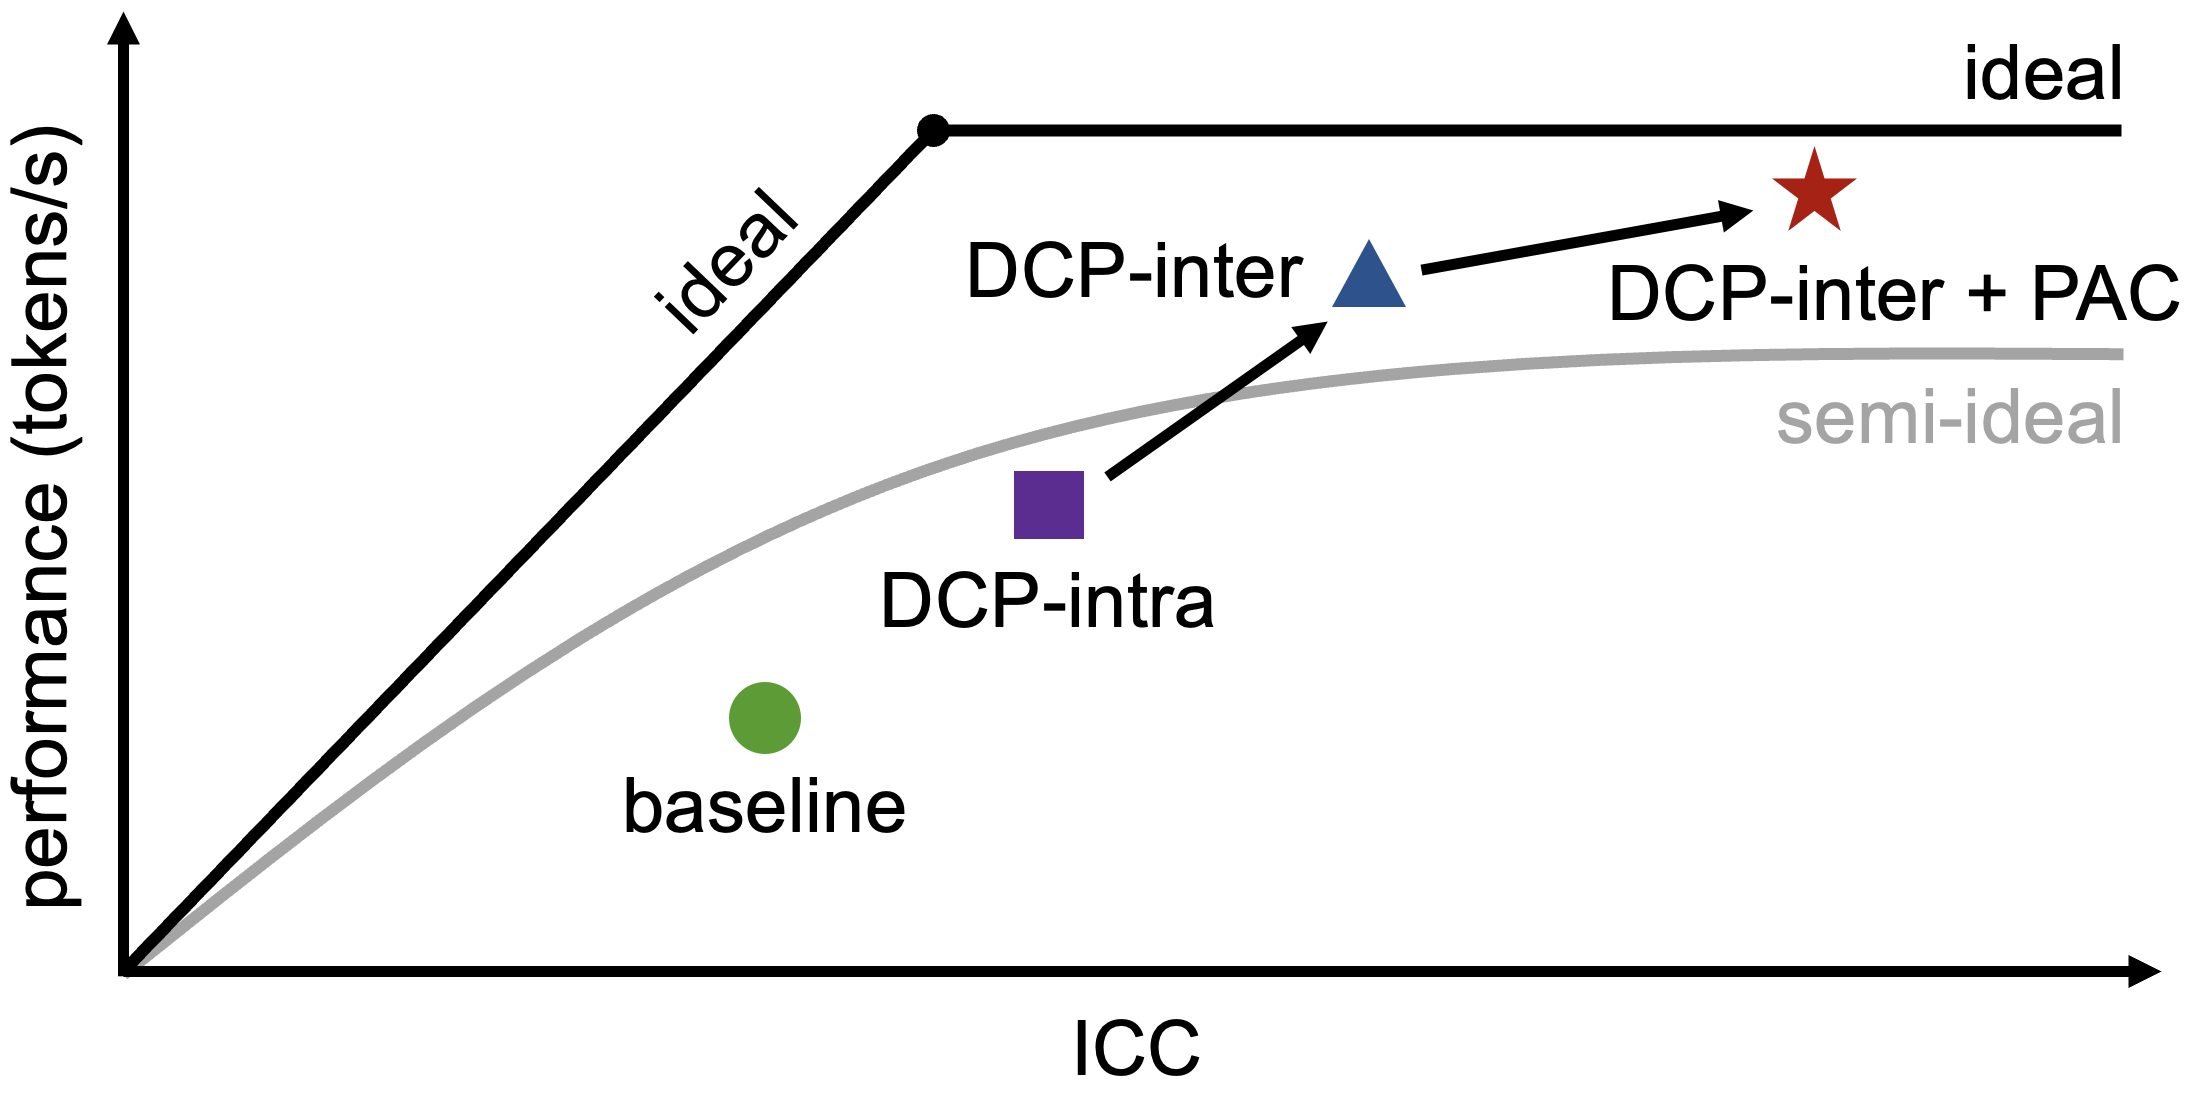 ideal
ideal
DCP-inter
DCP-inter + PAC
semi-ideal
DCP-intra
baseline
performance (tokens/s)
ICC